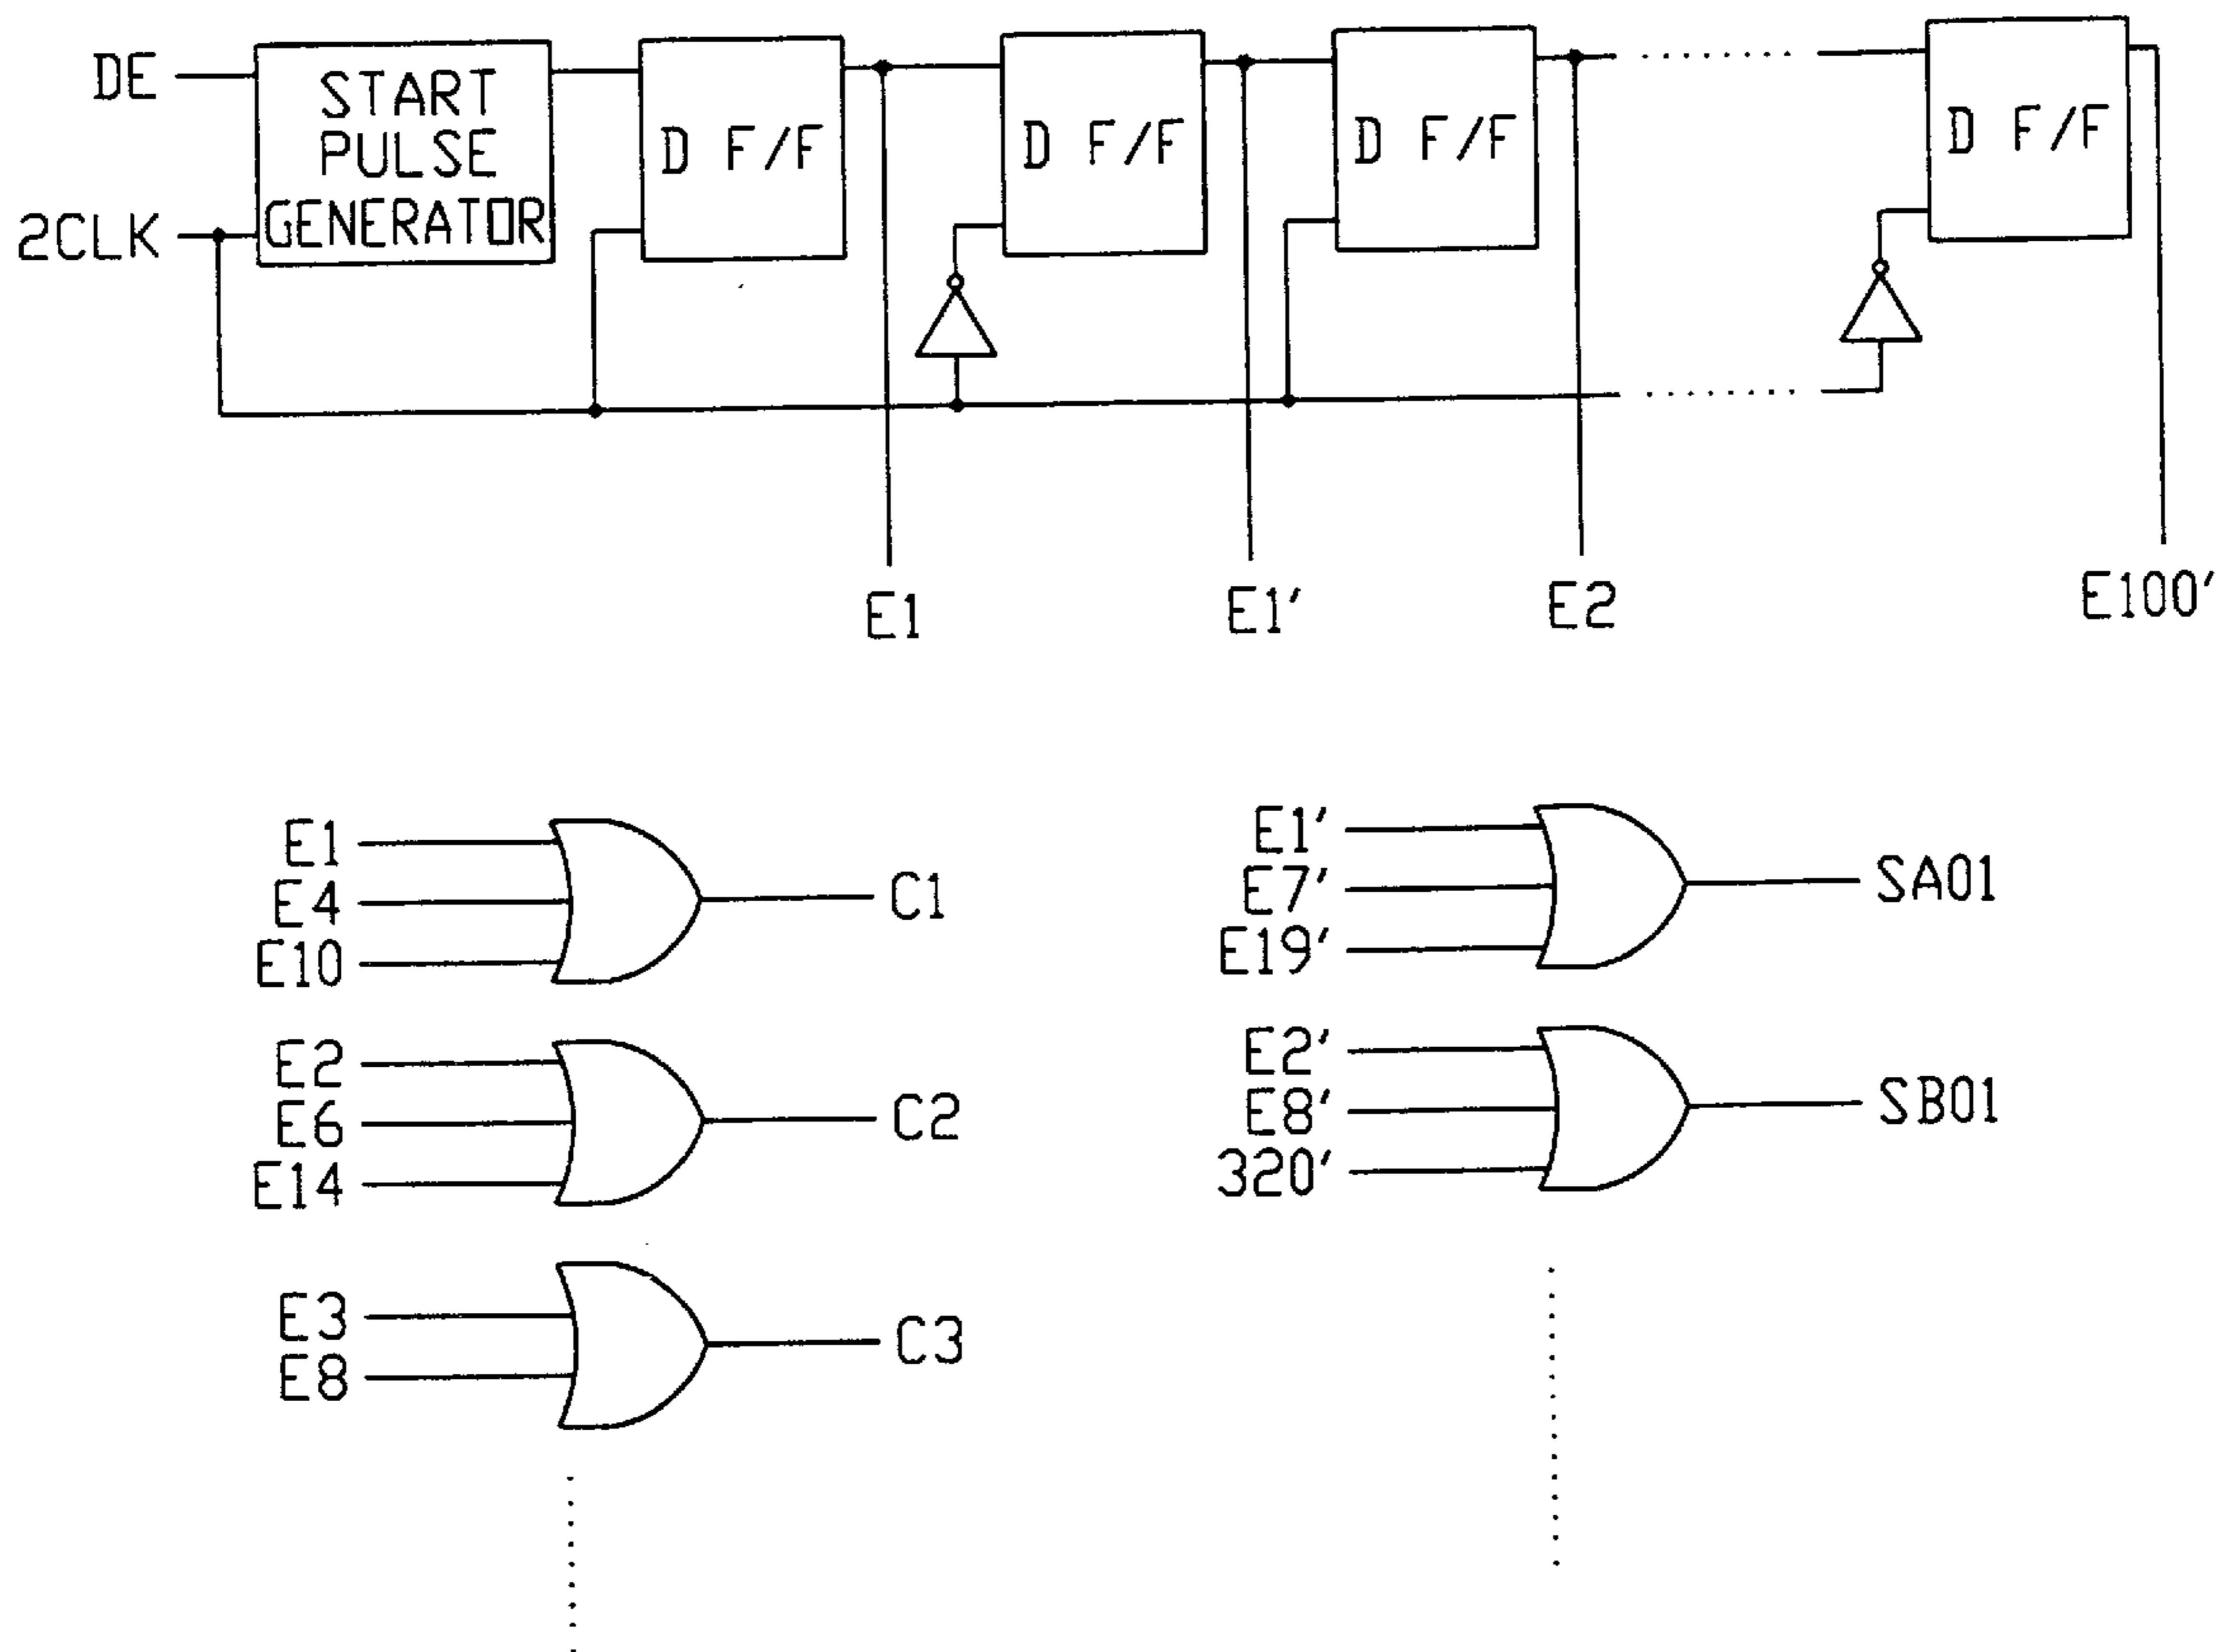 DE
START
PULSE
GENERATOR
2CLK
D F/F
D F/F
D F/F
D F/F
E1
E1'
E2
E100'
E1
E4
E10
C1
E2
E6
E14
C2
E3
E8
C3
E1'
E7'
E19'
SA01
E2'
E8'
320'
SB01